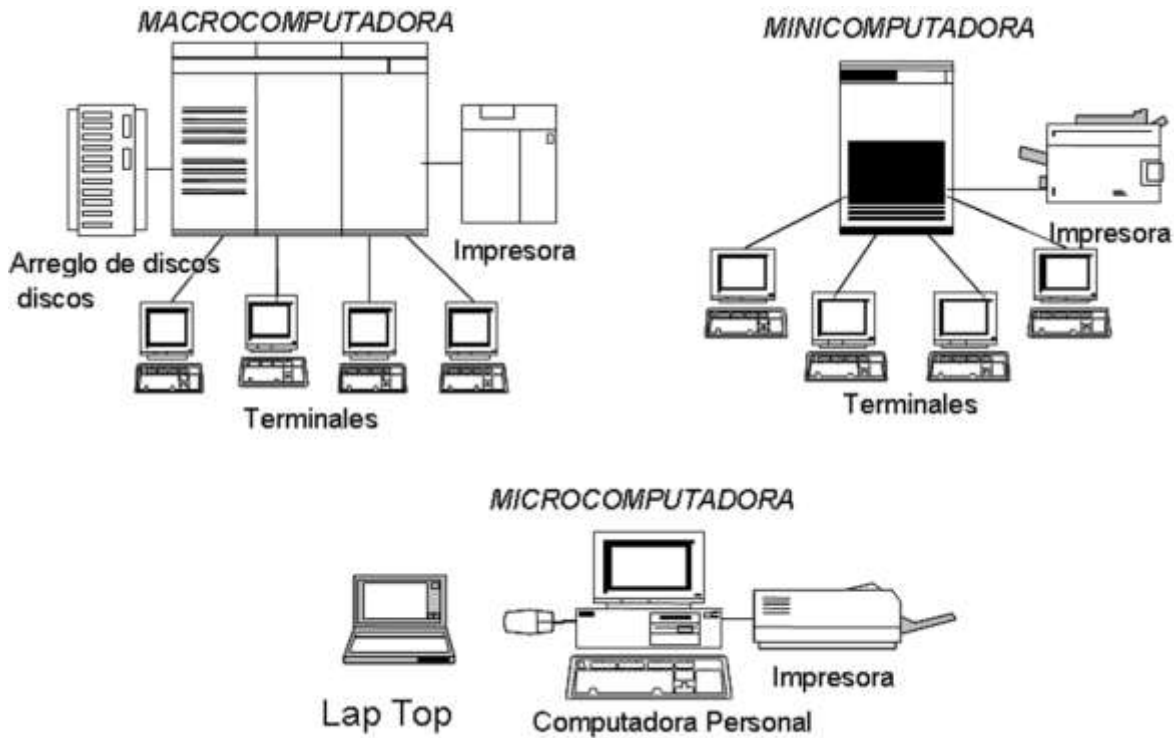 MACROCOMPUTADORA
MINICOMPUTADORA
Arreglo de discos
discos
Impresora
Terminales
Impresora
Terminales
MICROCOMPUTADORA
Lap Top
Computadora Personal
Impresora